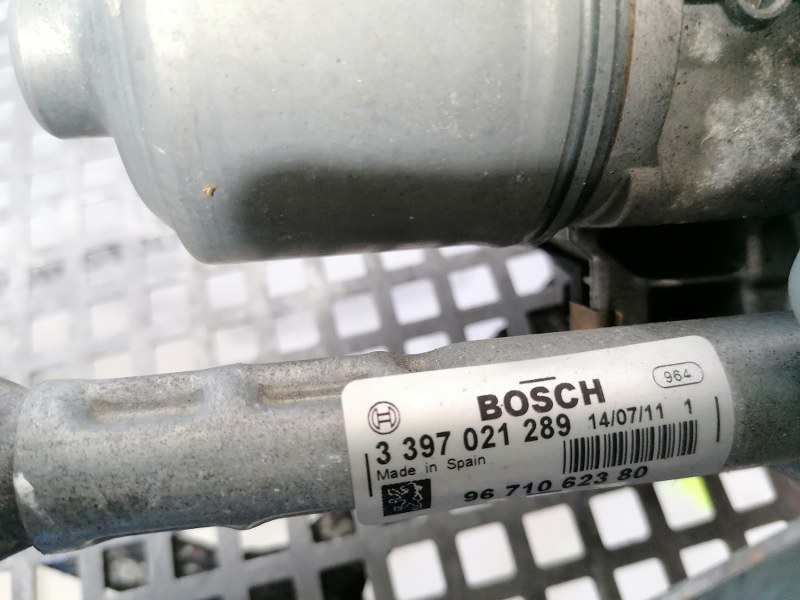 BOSCH 964
3 397 021 289 14/07/11 1
Made in Spain
96 710 623 80